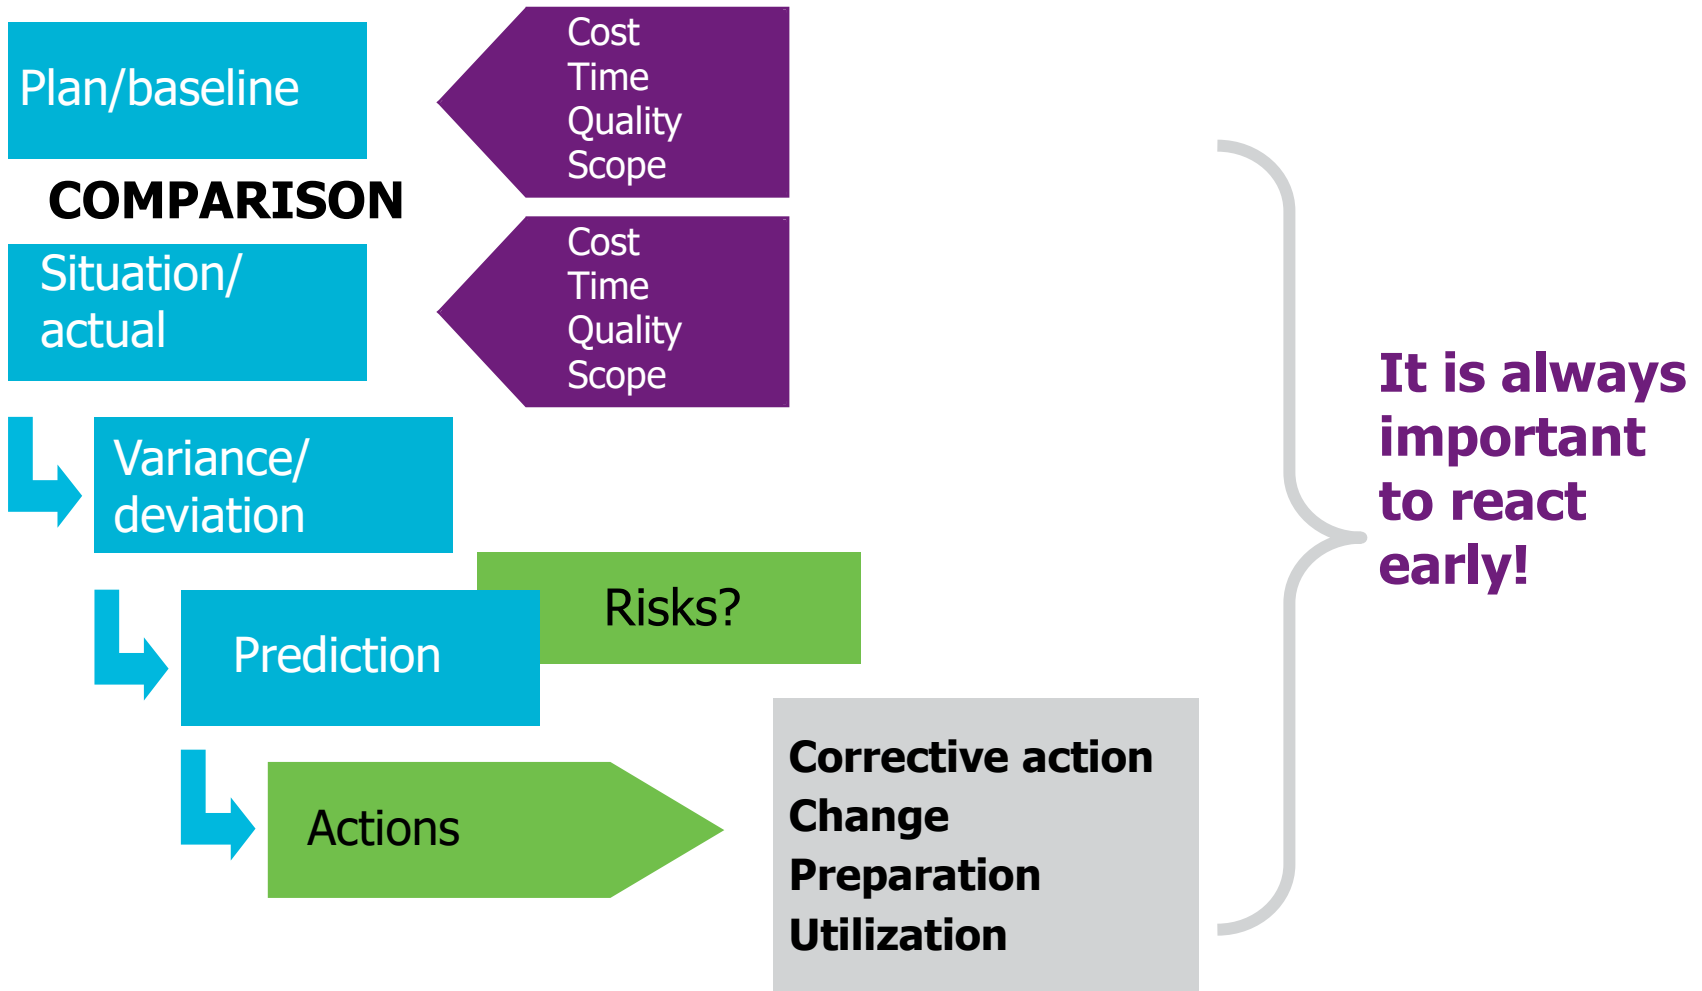 Plan/baseline
Cost
Time
Quality
Scope
COMPARISON
Situation/
actual
Cost
Time
Quality
Scope
Variance/
deviation
Risks?
Prediction
Actions
Corrective action
Change
Preparation
Utilization
It is always
important
to react
early!